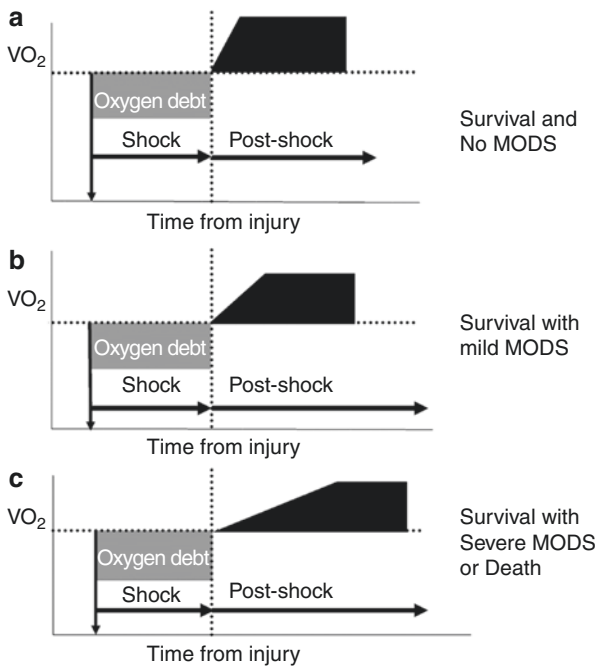 a
VO2
Oxygen debt
Shock
Post-shock
Survival and
No MODS
Time from injury
b
VO2
Oxygen debt
Shock
Post-shock
Survival with
mild MODS
Time from injury
c
VO2
Oxygen debt
Shock
Post-shock
Survival with
Severe MODS
or Death
Time from injury